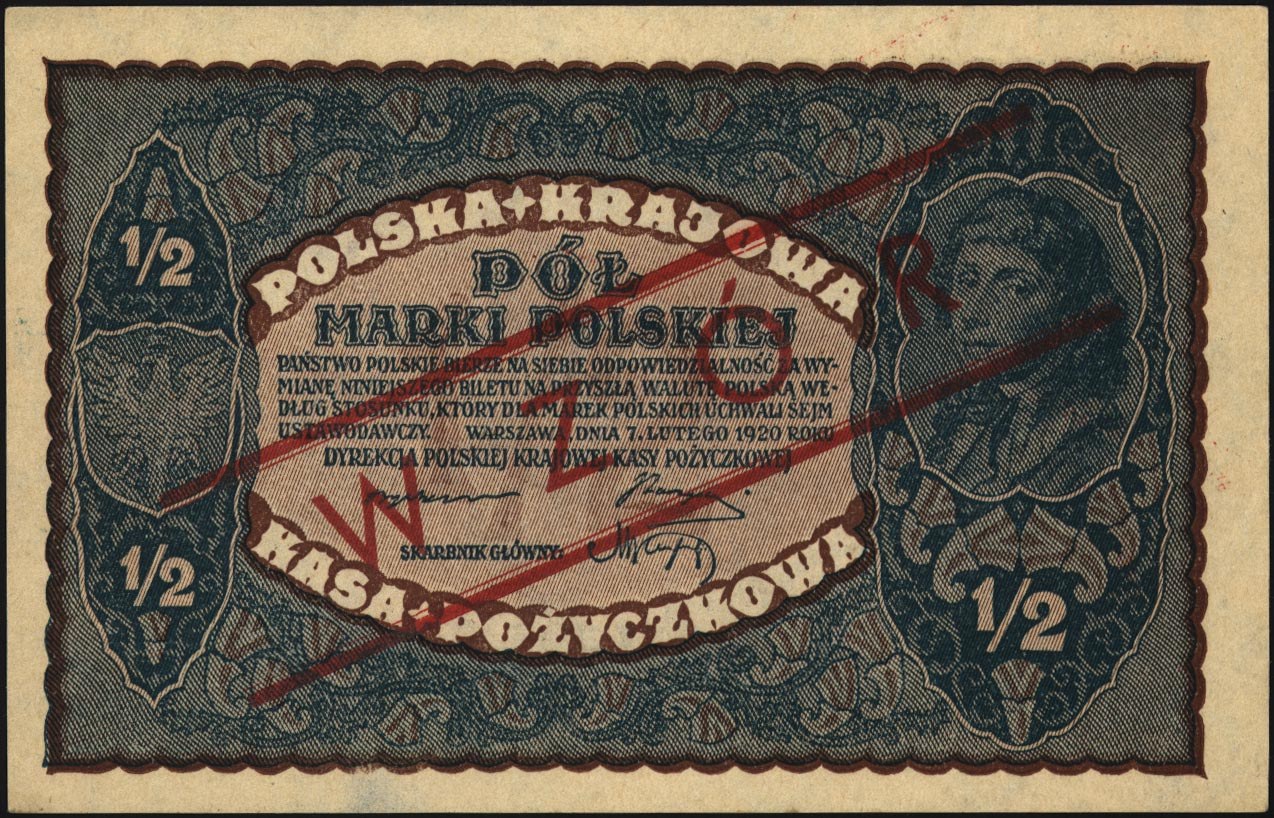 POLSKA + KRAJOWA
1/2
PÓŁ
MARKI POLSKIEJ
PAŃSTWO POLSKIE BIERZE NA SIEBIE ODPOWIEDZIALNOŚĆ ZA WY-
MIANĘ NINIEJSZEGO BILETU NA PRZYSZŁĄ WALUTĘ POLSKĄ WE-
DŁUG STOSUNKU, KTÓRY DLA MAREK POLSKICH UCHWALI SEJM
USTAWODAWCZY. WARSZAWA, DNIA 7. LUTEGO 1920 ROKU
DYREKCJA POLSKIEJ KRAJOWEJ KASY POŻYCZKOWEJ
WZÓR
SKARBNIK GŁÓWNY:
1/2
1/2
KASA + POŻYCZKOWA